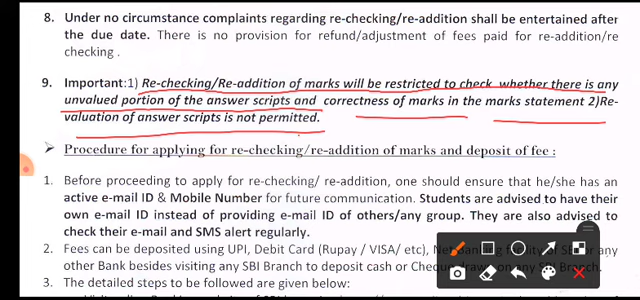 8. Under no circumstance complaints regarding re-checking/re-addition shall be entertained after
the due date. There is no provision for refund/adjustment of fees paid for re-addition/re
checking .
9. Important:1) Re-checking/Re-addition of marks will be restricted to check whether there is any
unvalued portion of the answer scripts and correctness of marks in the marks statement 2)Re-
valuation of answer scripts is not permitted.
➤ Procedure for applying for re-checking/re-addition of marks and deposit of fee :
1. Before proceeding to apply for re-checking/ re-addition, one should ensure that he/she has an
active e-mail ID & Mobile Number for future communication. Students are advised to have their
own e-mail ID instead of providing e-mail ID of others/any group. They are also advised to
check their e-mail and SMS alert regularly.
2. Fees can be deposited using UPI, Debit Card (Rupay / VISA/ etc), any
other Bank besides visiting any SBI Branch to deposit cash or Cheque Branch.
3. The detailed steps to be followed are given below: